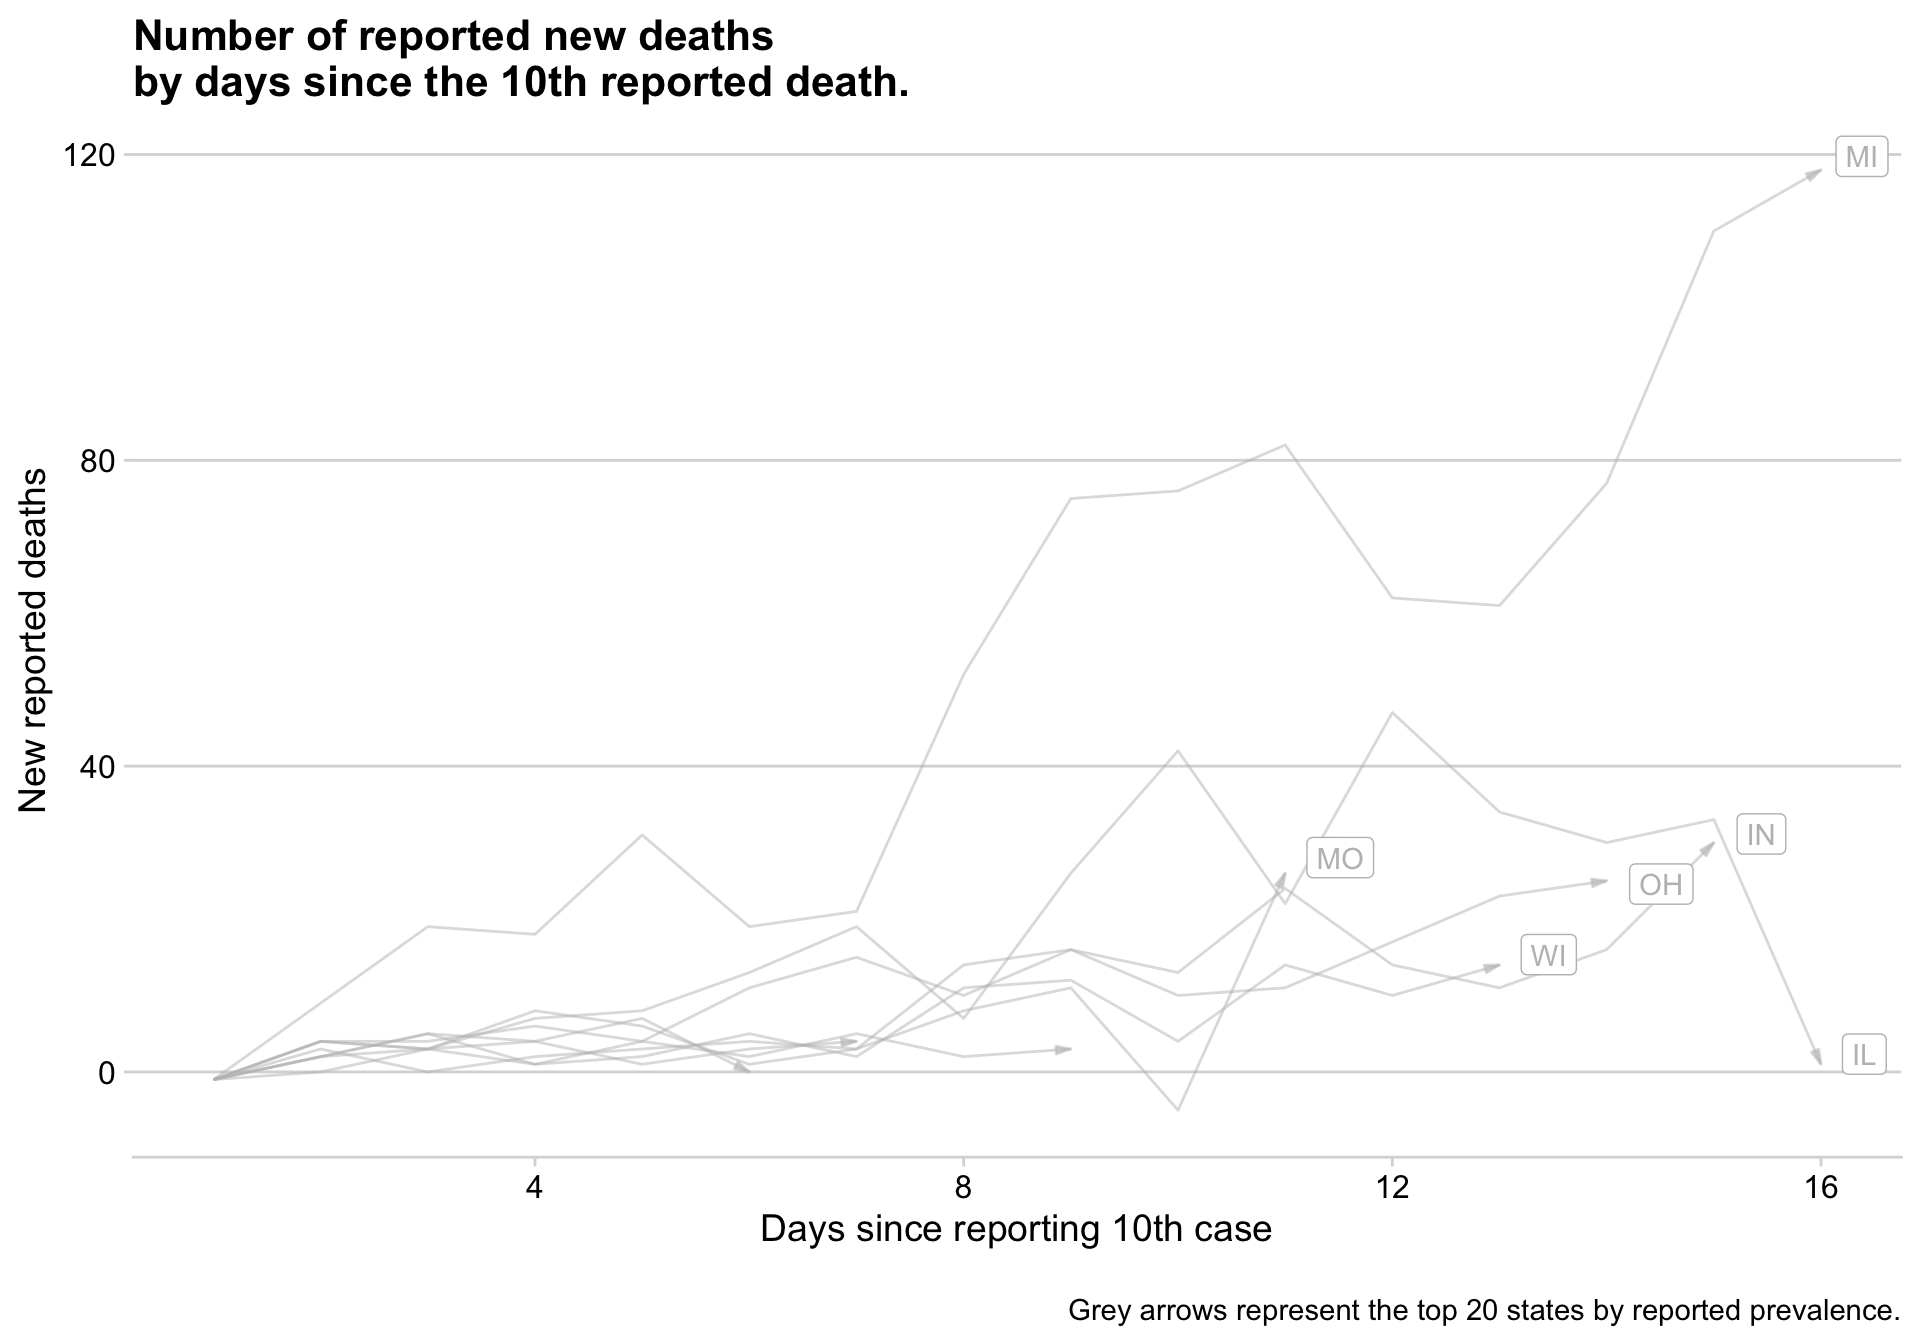 Number of reported new deaths
by days since the 10th reported death.
120
MI
80
New reported deaths
40
MO
IN
OH
WI
IL
0
4 8 12 16
Days since reporting 10th case
Grey arrows represent the top 20 states by reported prevalence.